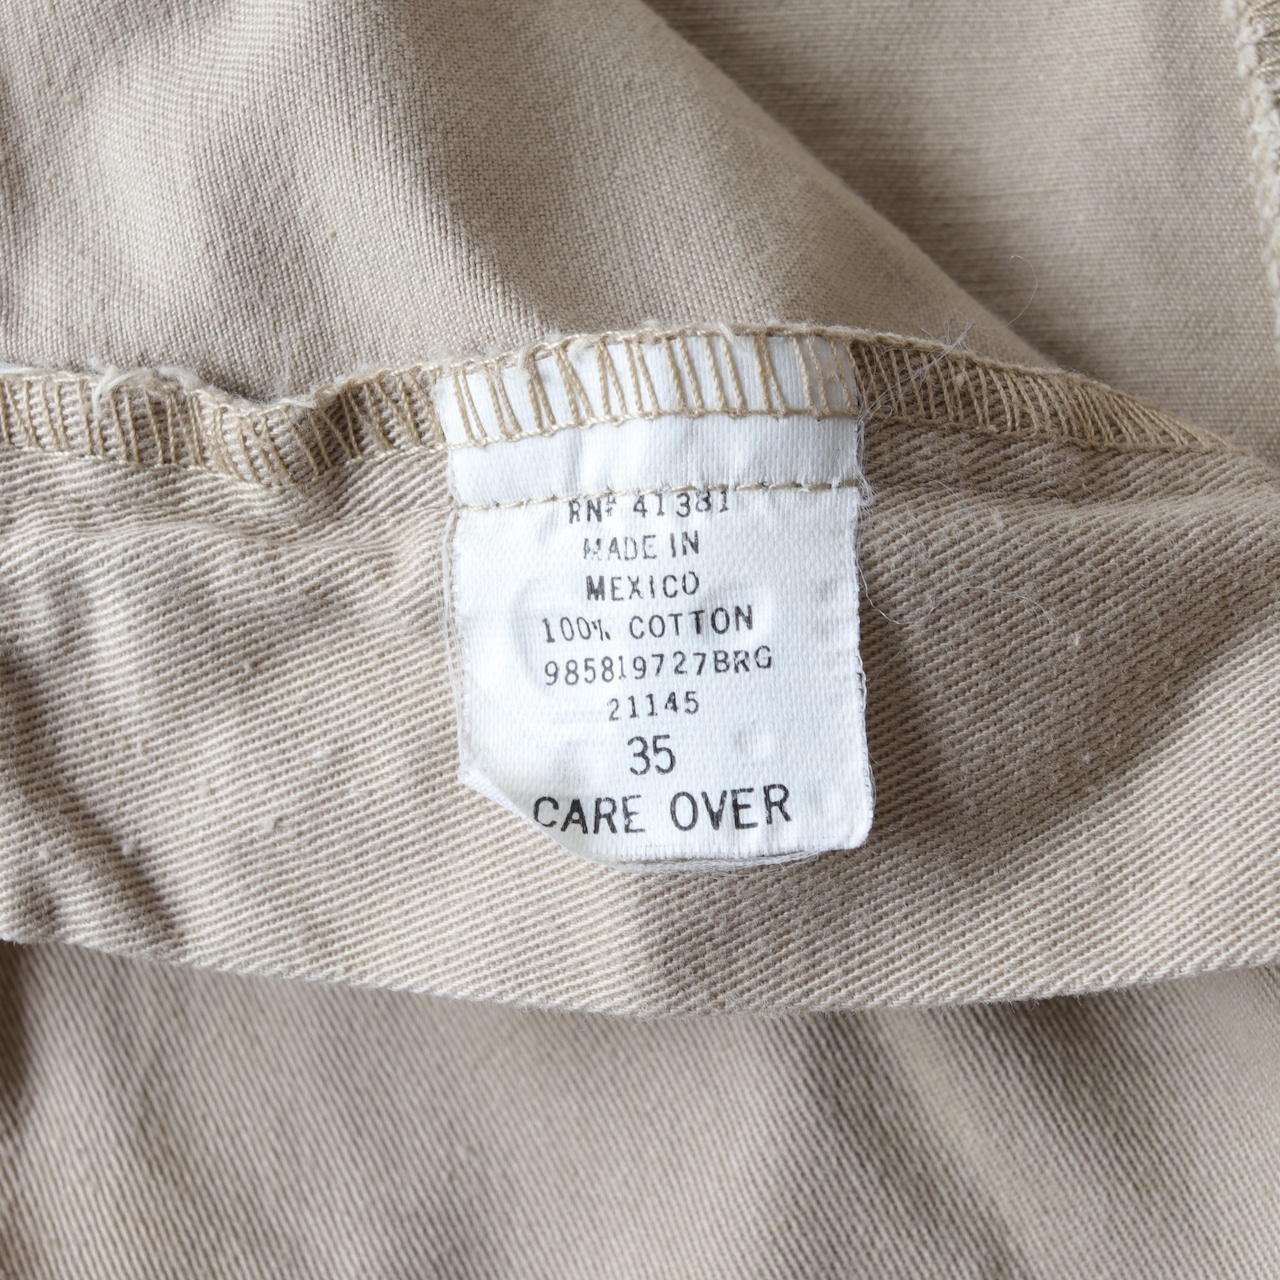 RN# 41381
MADE IN
MEXICO
100% COTTON
985819727BRG
21145
35
CARE OVER